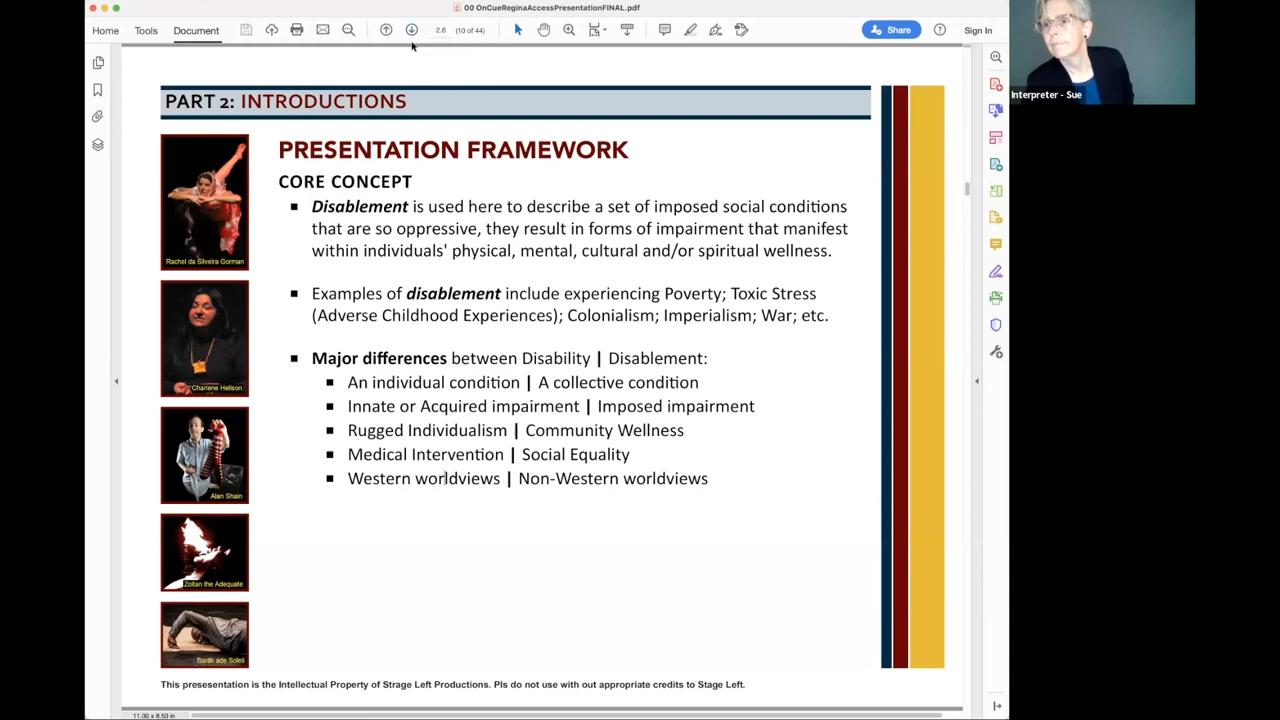 00 OnCueReginaAccessPresentationFINAL.pdf
Home Tools Document 2.6 (10 of 44) Share Sign In
Interpreter - Sue
PART 2: INTRODUCTIONS
PRESENTATION FRAMEWORK
CORE CONCEPT
Disablement is used here to describe a set of imposed social conditions
that are so oppressive, they result in forms of impairment that manifest
within individuals' physical, mental, cultural and/or spiritual wellness.
Examples of disablement include experiencing Poverty; Toxic Stress
(Adverse Childhood Experiences); Colonialism; Imperialism; War; etc.
Major differences between Disability | Disablement:
An individual condition | A collective condition
Innate or Acquired impairment | Imposed impairment
Rugged Individualism | Community Wellness
Medical Intervention | Social Equality
Western worldviews | Non-Western worldviews
Rachel da Silveira Gorman
Charlene Hellson
Alan Shain
Zoltan the Adequate
Barak ade Soleil
This presesentation is the Intellectual Property of Strage Left Productions. Pls do not use with out appropriate credits to Stage Left.
11.00 x 8.50 in